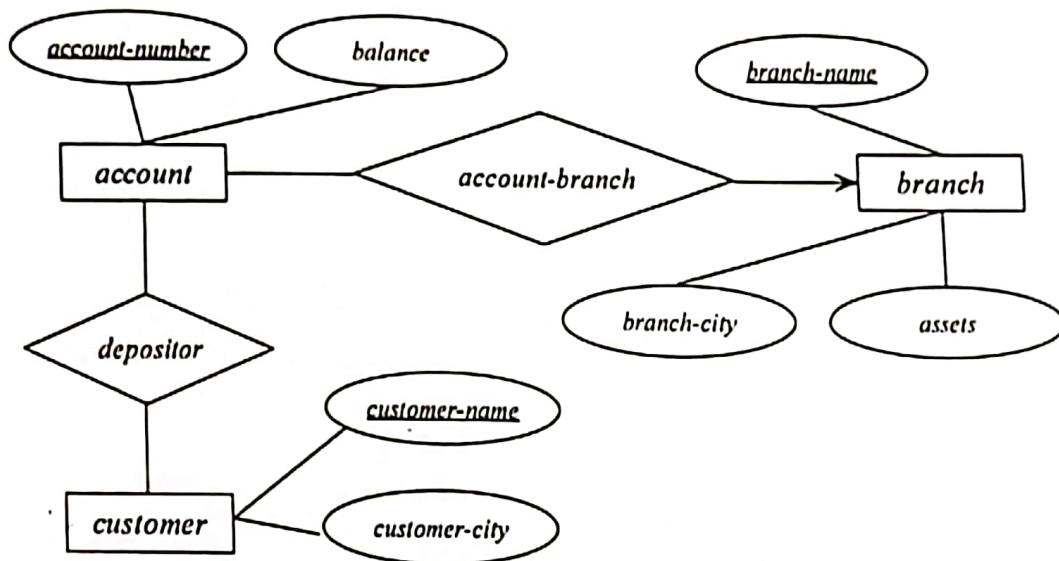 account-number
balance
branch-name
account
account-branch
branch
branch-city
assets
depositor
customer-name
customer
customer-city